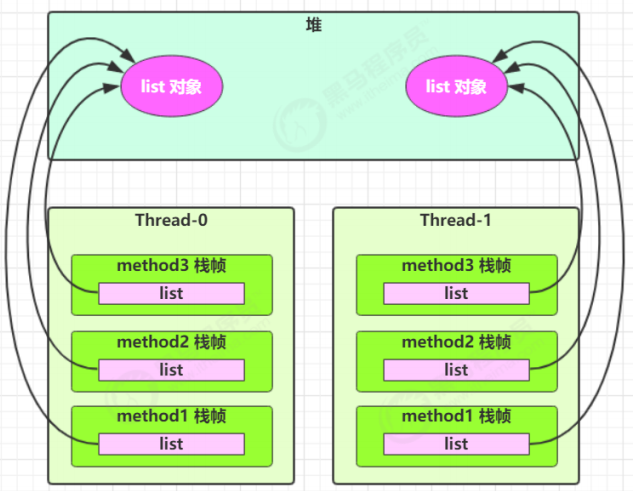 堆
list 对象
list 对象
黑马程序员
Thread-0
method3 栈帧
list
method2 栈帧
list
method1 栈帧
list
Thread-1
method3 栈帧
list
method2 栈帧
list
method1 栈帧
list